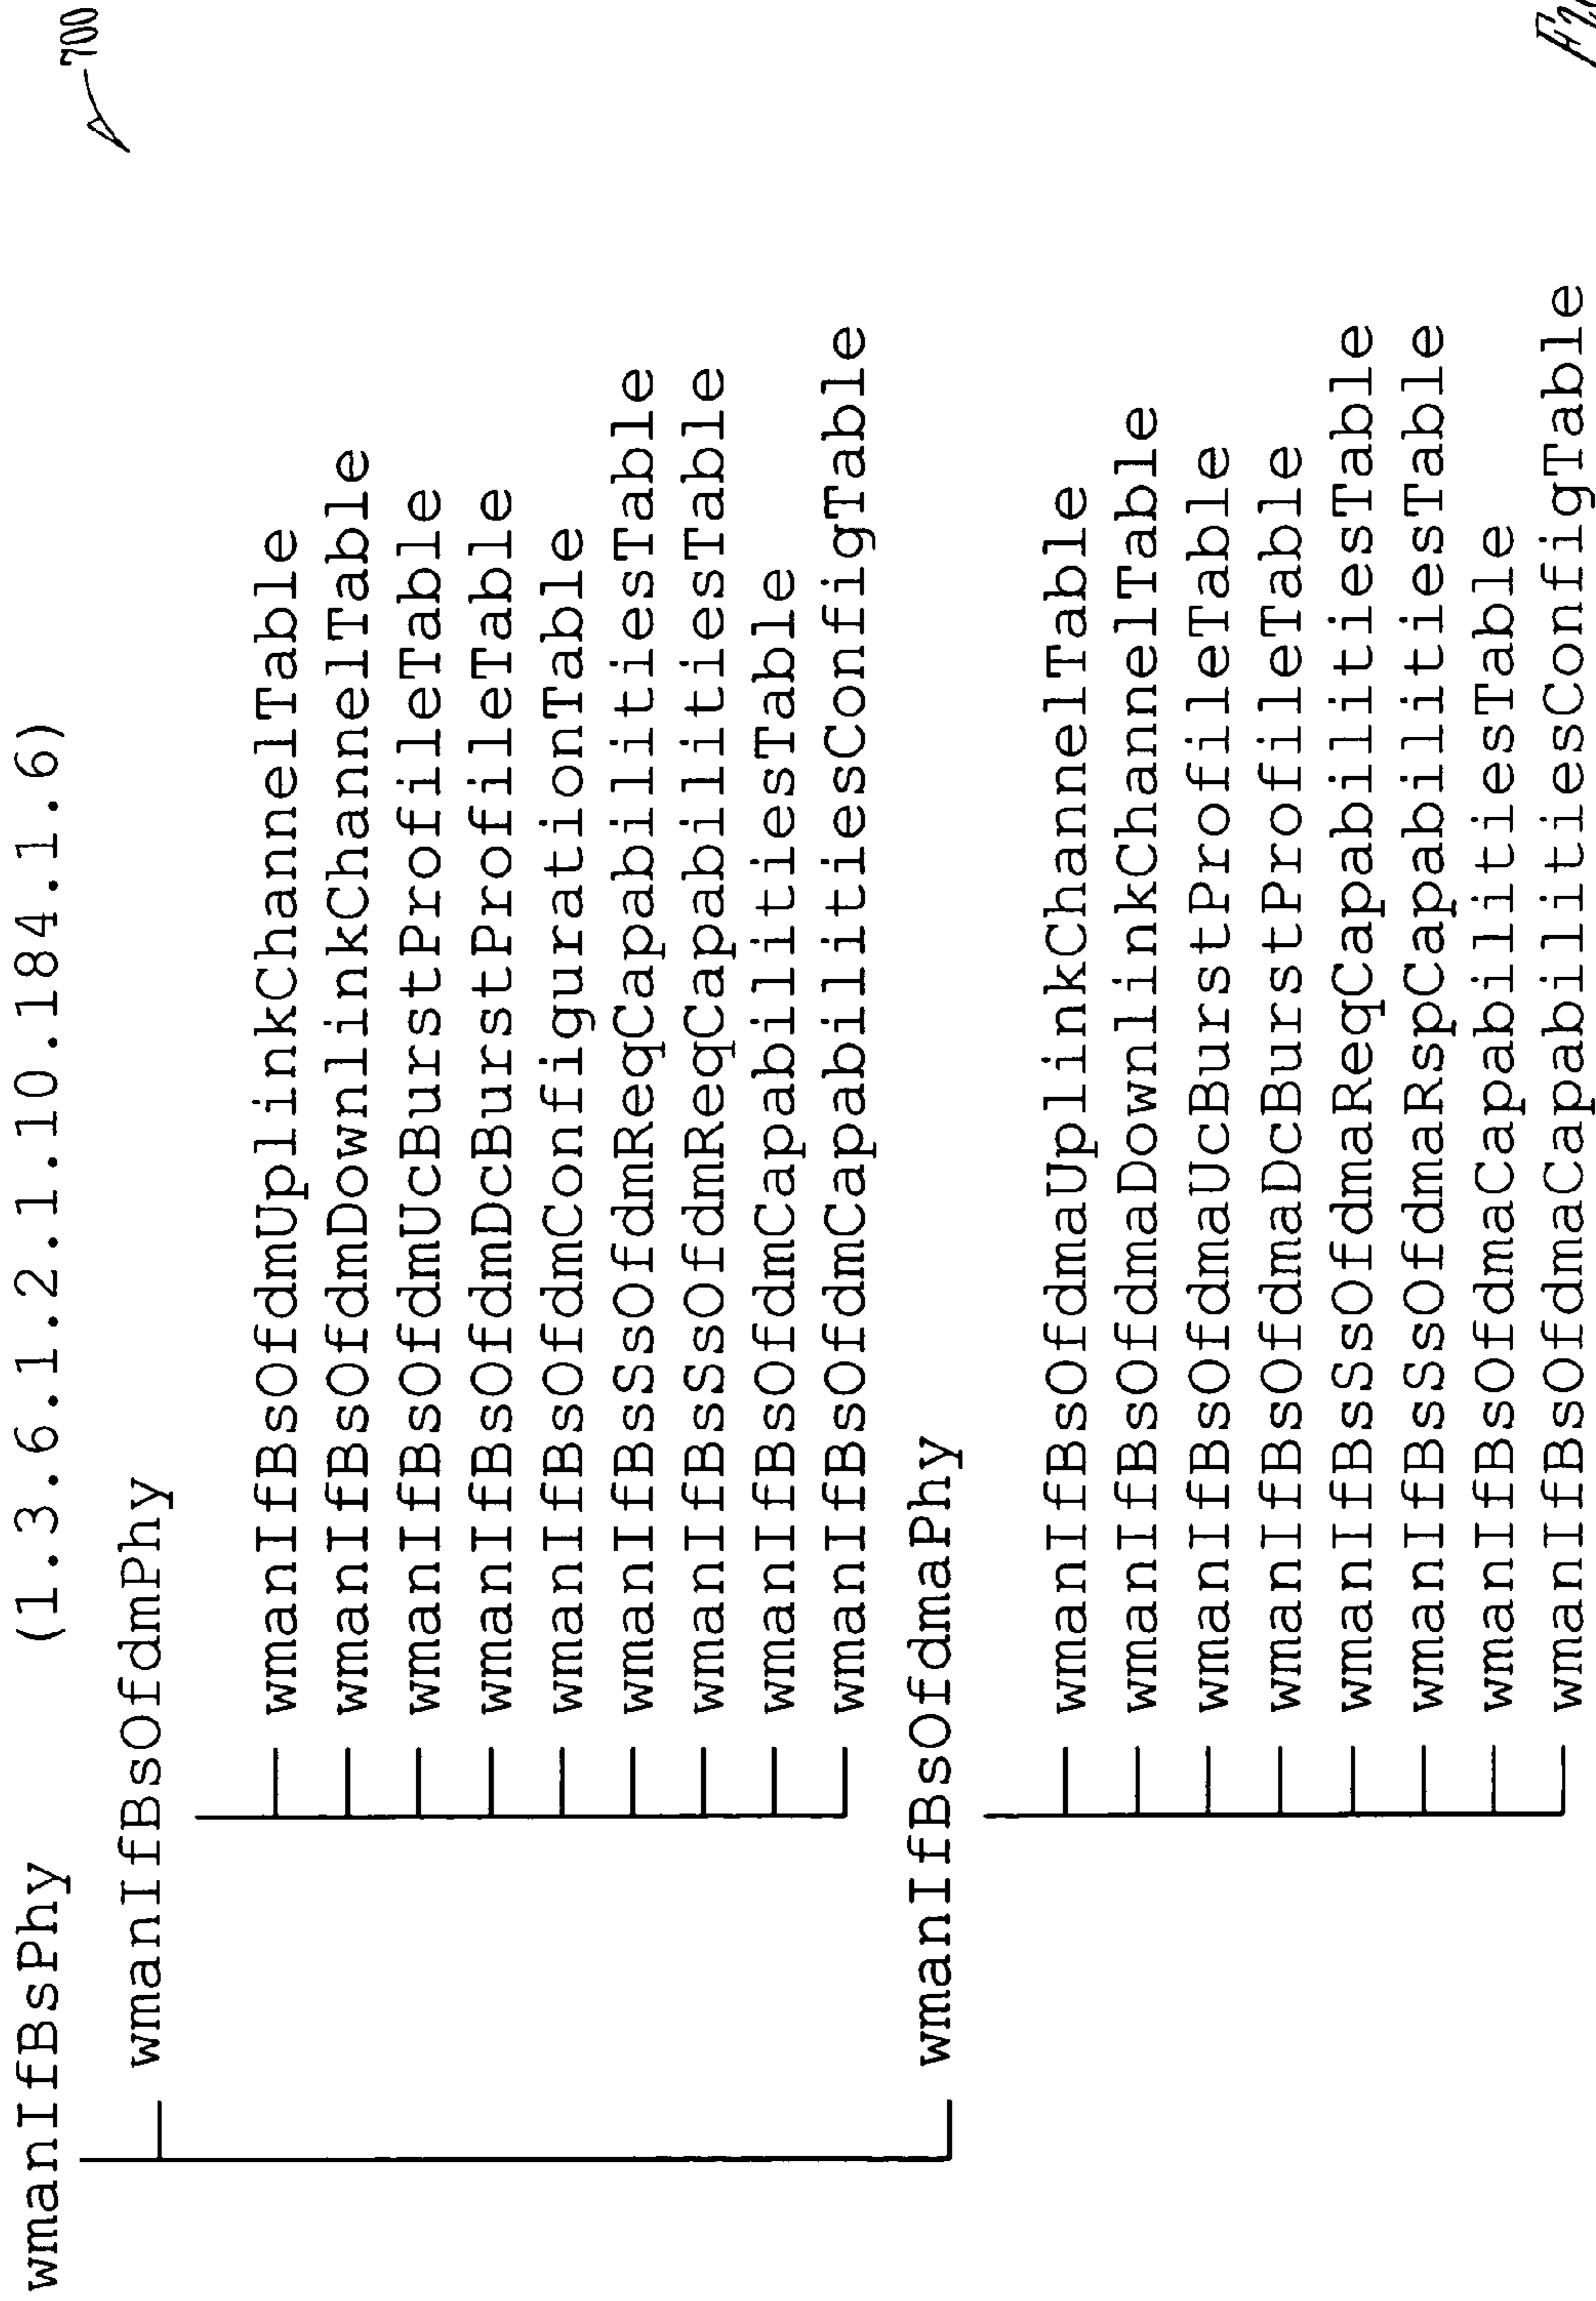 wmanIfBsPhy (1.3.6.1.2.1.10.184.1.6)
700
wmanIfBsOfdmPhy
wmanIfBsOfdmUplinkChannelTable
wmanIfBsOfdmDownlinkChannelTable
wmanIfBsOfdmUcBurstProfileTable
wmanIfBsOfdmDcBurstProfileTable
wmanIfBsOfdmConfigurationTable
wmanIfBsSsOfdmReqCapabilitiesTable
wmanIfBsSsOfdmReqCapabilitiesTable
wmanIfBsOfdmCapabilitiesTable
wmanIfBsOfdmCapabilitiesConfigTable
wmanIfBsOfdmaPhy
wmanIfBsOfdmaUplinkChannelTable
wmanIfBsOfdmaDownlinkChannelTable
wmanIfBsOfdmaUcBurstProfileTable
wmanIfBsOfdmaDcBurstProfileTable
wmanIfBsSsOfdmaReqCapabilitiesTable
wmanIfBsSsOfdmaRspCapabilitiesTable
wmanIfBsOfdmaCapabilitiesTable
wmanIfBsOfdmaCapabilitiesConfigTable